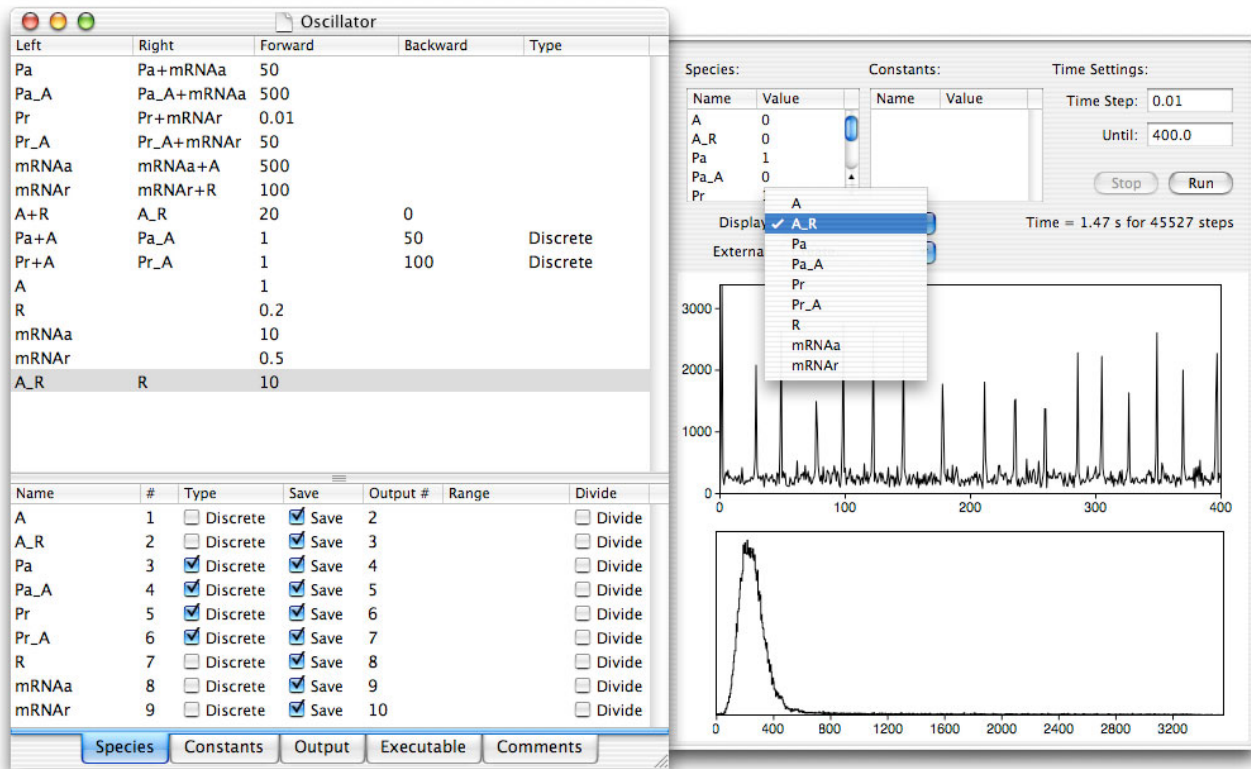 Oscillator
Left Right Forward Backward Type
Pa Pa+mRNAa 50
Pa_A Pa_A+mRNAa 500
Pr Pr+mRNAr 0.01
Pr_A Pr_A+mRNAr 50
mRNAa mRNAa+A 500
mRNAr mRNAr+R 100
A+R A_R 20 0
Pa+A Pa_A 1 50 Discrete
Pr+A Pr_A 1 100 Discrete
A 1
R 0.2
mRNAa 10
mRNAr 0.5
A_R R 10
Name # Type Save Output # Range Divide
A 1 Discrete Save 2 Divide
A_R 2 Discrete Save 3 Divide
Pa 3 Discrete Save 4 Divide
Pa_A 4 Discrete Save 5 Divide
Pr 5 Discrete Save 6 Divide
Pr_A 6 Discrete Save 7 Divide
R 7 Discrete Save 8 Divide
mRNAa 8 Discrete Save 9 Divide
mRNAr 9 Discrete Save 10 Divide
Species Constants Output Executable Comments
Species: Constants: Time Settings:
Name Value Name Value Time Step: 0.01
A 0
A_R 0 Until: 400.0
Pa 1
Pa_A 0 Stop Run
Pr
Display Time = 1.47 s for 45527 steps
Externa
A
✓ A_R
Pa
Pa_A
Pr
Pr_A
R
mRNAa
mRNAr
3000
2000
1000
0
0 100 200 300 400
0 400 800 1200 1600 2000 2400 2800 3200